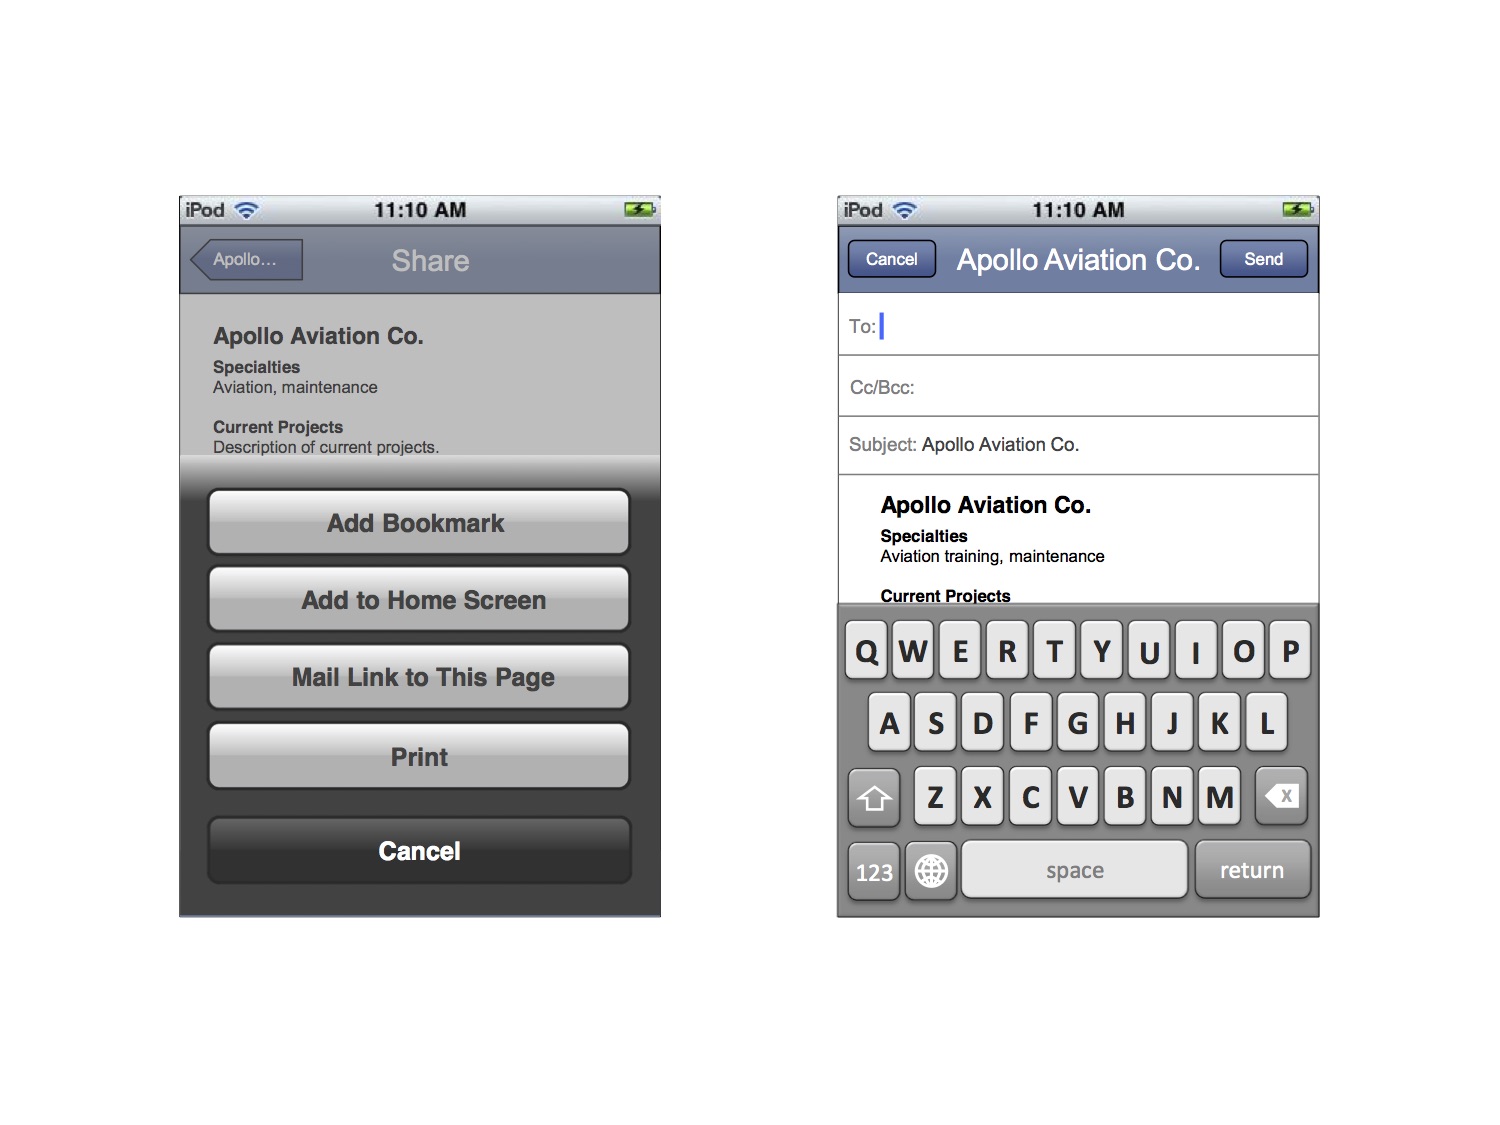 iPod 11:10 AM
Apollo... Share
Apollo Aviation Co.
Specialties
Aviation, maintenance
Current Projects
Description of current projects.
Add Bookmark
Add to Home Screen
Mail Link to This Page
Print
Cancel
iPod 11:10 AM
Cancel Apollo Aviation Co. Send
To:
Cc/Bcc:
Subject: Apollo Aviation Co.
Apollo Aviation Co.
Specialties
Aviation training, maintenance
Current Projects
Q W E R T Y U I O P
A S D F G H J K L
Z X C V B N M X
123 space return